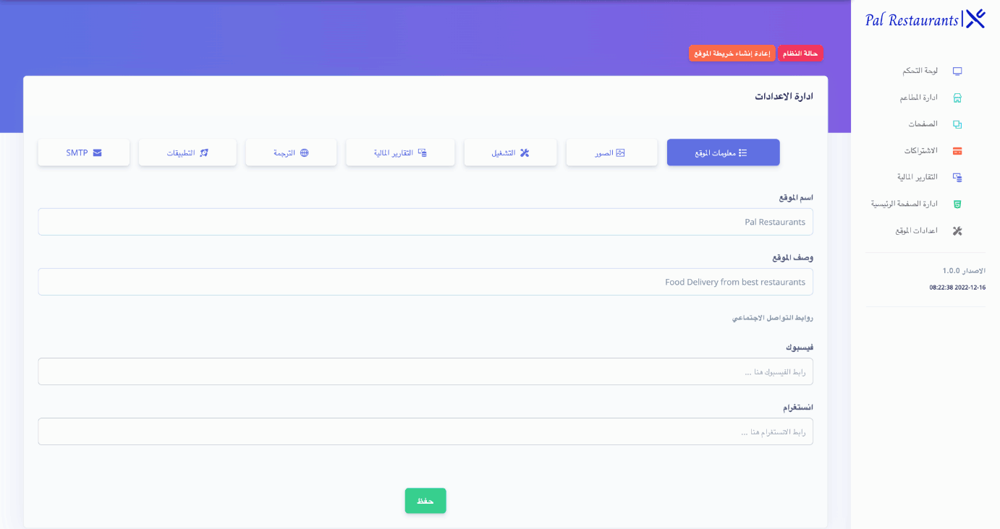 Pal Restaurants
لوحة التحكم
ادارة المطاعم
الصفحات
الاشتراكات
التقارير المالية
ادارة الصفحة الرئيسية
اعدادات الموقع
الاصدار 1.0.0
08:22:38 2022-12-16
حالة النظام
إعادة إنشاء خريطة الموقع
ادارة الاعدادات
معلومات الموقع
الصور
التشغيل
التقارير المالية
الترجمة
التطبيقات
SMTP
اسم الموقع
Pal Restaurants
وصف الموقع
Food Delivery from best restaurants
روابط التواصل الاجتماعي
فيسبوك
رابط الفيسبوك هنا ...
انستغرام
رابط الانستغرام هنا ...
حفظ